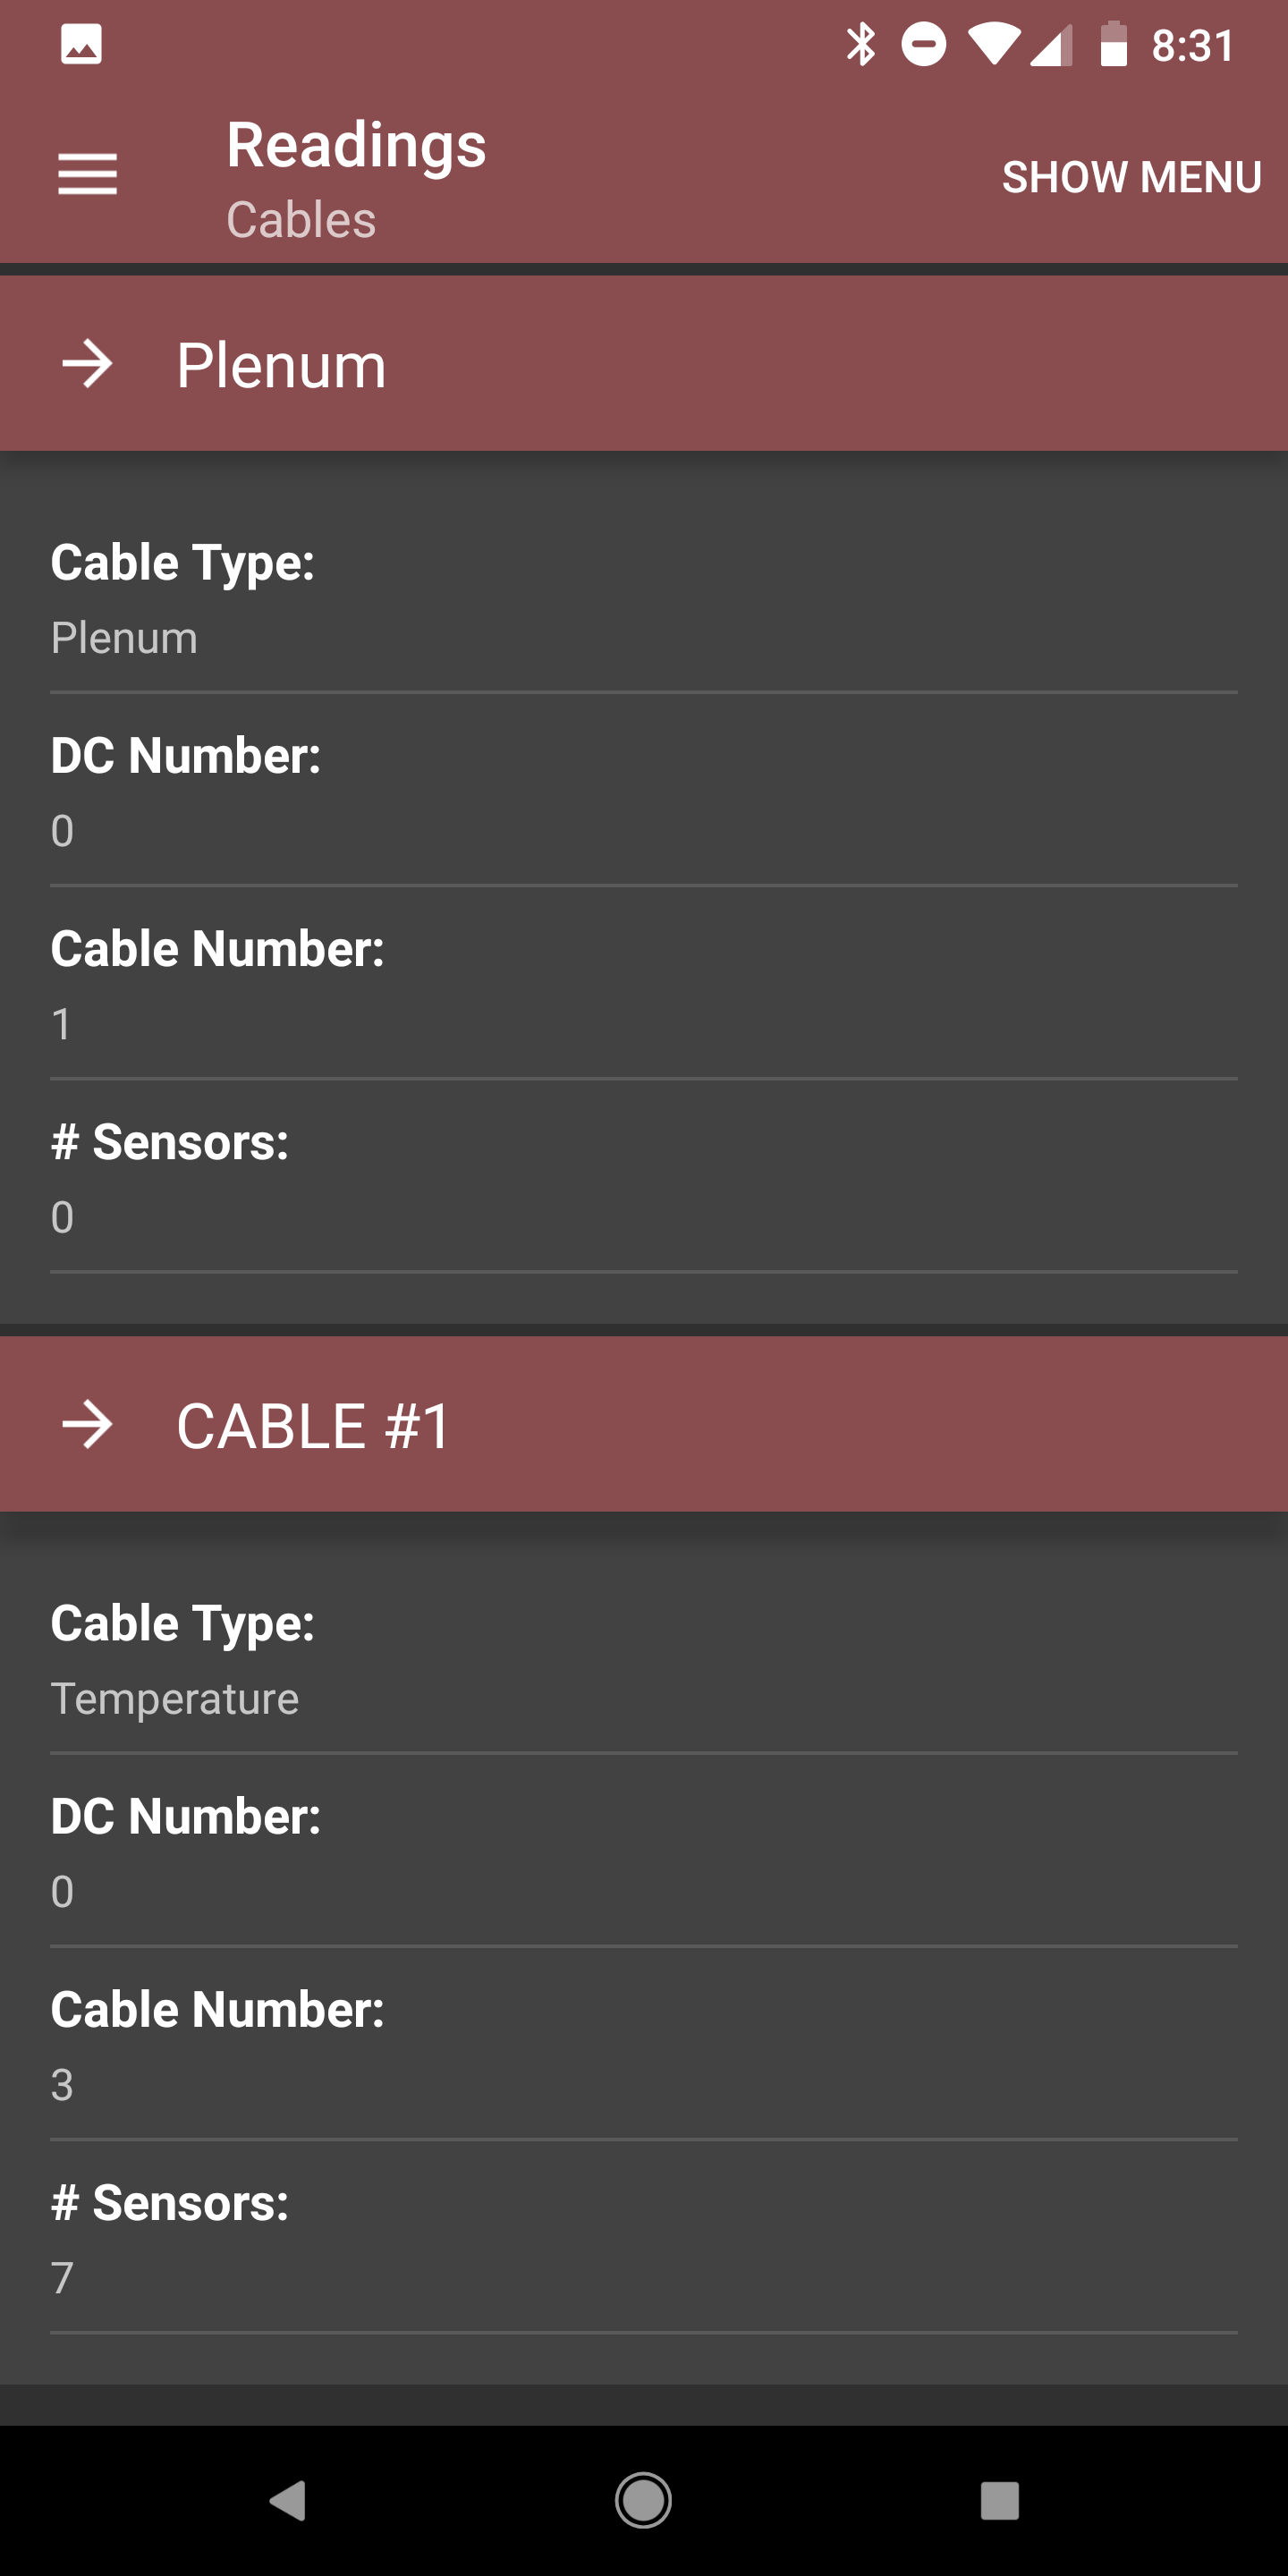 8:31
Readings
Cables
SHOW MENU
Plenum
Cable Type:
Plenum
DC Number:
0
Cable Number:
1
# Sensors:
0
CABLE #1
Cable Type:
Temperature
DC Number:
0
Cable Number:
3
# Sensors:
7